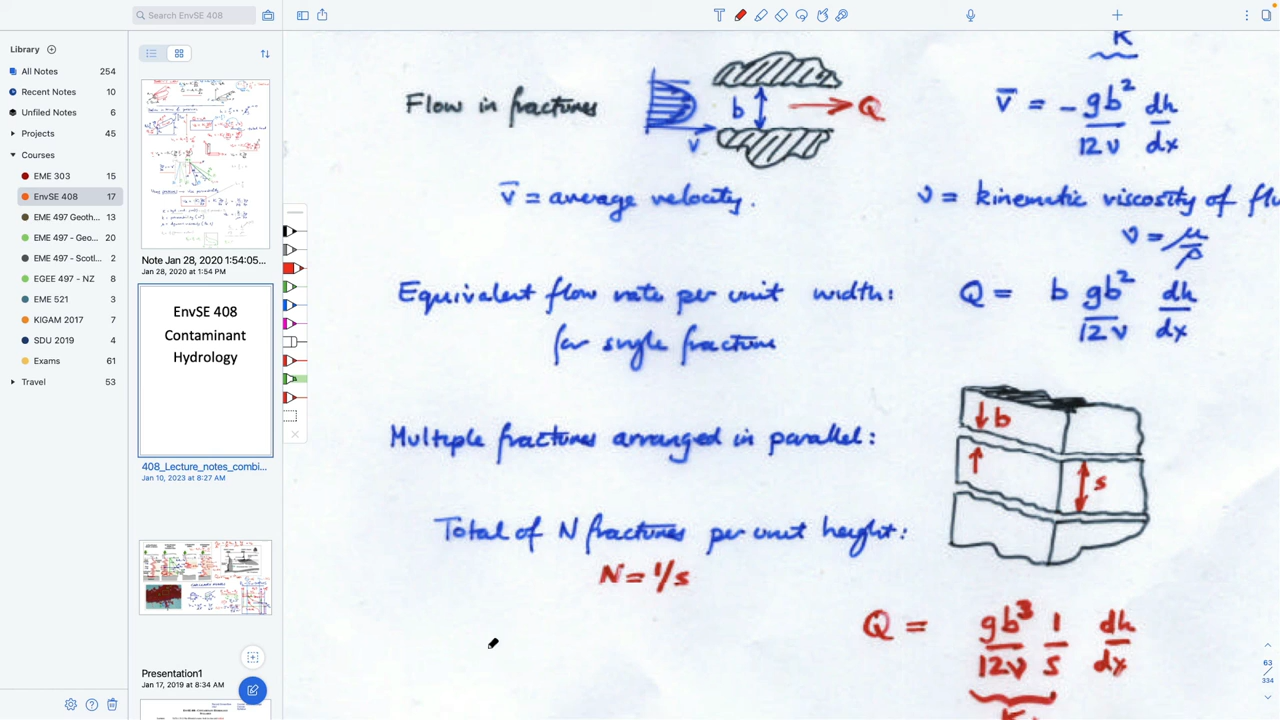 Search EnvSE 408
Library
All Notes 254
Recent Notes 10
Unfiled Notes 6
Projects 45
Courses
EME 303 15
EnvSE 408 17
EME 497 Geoth... 13
EME 497 - Geo... 20
EME 497 - Scotl... 2
EGEE 497 - NZ 8
EME 521 3
KIGAM 2017 7
SDU 2019 4
Exams 61
Travel 53
Note Jan 28, 2020 1:54:05...
Jan 28, 2020 at 1:54 PM
EnvSE 408
Contaminant
Hydrology
408_Lecture_notes_combi...
Jan 10, 2023 at 8:27 AM
Presentation1
Jan 17, 2019 at 8:34 AM
K
Flow in fractures
b
v
Q
v̄ = - gb²/12ν dh/dx
v̄ = average velocity.
ν = kinematic viscosity of flu
ν = μ/ρ
Equivalent flow rate per unit width:
for single fracture
Q = b gb²/12ν dh/dx
Multiple fractures arranged in parallel:
b
s
Total of N fractures per unit height:
N = 1/s
Q = gb³/12ν 1/s dh/dx
K
63
/
334